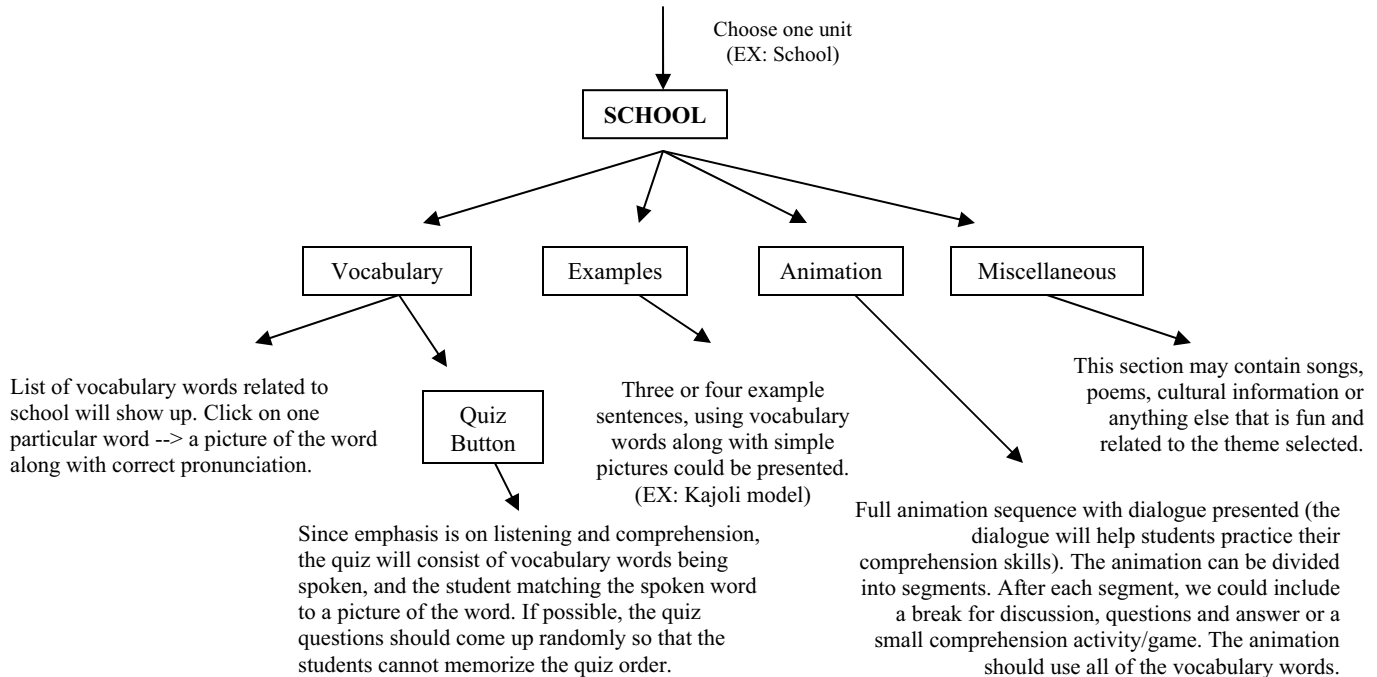 Choose one unit
(EX: School)
SCHOOL
Vocabulary
Examples
Animation
Miscellaneous
List of vocabulary words related to
school will show up. Click on one
particular word --> a picture of the word
along with correct pronunciation.
Quiz
Button
Three or four example
sentences, using vocabulary
words along with simple
pictures could be presented.
(EX: Kajoli model)
This section may contain songs,
poems, cultural information or
anything else that is fun and
related to the theme selected.
Since emphasis is on listening and comprehension,
the quiz will consist of vocabulary words being
spoken, and the student matching the spoken word
to a picture of the word. If possible, the quiz
questions should come up randomly so that the
students cannot memorize the quiz order.
Full animation sequence with dialogue presented (the
dialogue will help students practice their
comprehension skills). The animation can be divided
into segments. After each segment, we could include
a break for discussion, questions and answer or a
small comprehension activity/game. The animation
should use all of the vocabulary words.